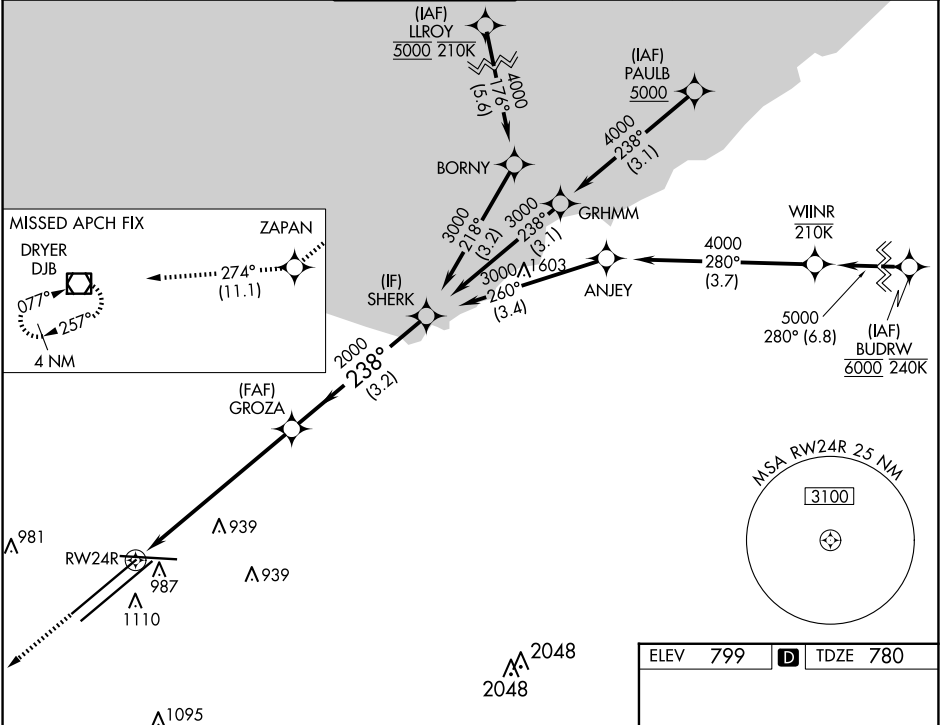 (IAF)
LLROY
5000 210K
4000
176°
(5.6)
(IAF)
PAULB
5000
4000
238°
(3.1)
BORNY
GRHMM
3000
218°
(3.2)
3000
238°
(3.1)
WIINR
210K
4000
280°
(3.7)
ANJEY
5000
280° (6.8)
(IAF)
BUDRW
6000 240K
3000
1603
260°
(3.4)
MISSED APCH FIX
DRYER
DJB
ZAPAN
274°
(11.1)
077°
257°
4 NM
(IF)
SHERK
2000
238°
(3.2)
(FAF)
GROZA
MSA RW24R 25 NM
3100
981
939
RW24R
987
939
1110
2048
2048
1095
ELEV 799 D TDZE 780